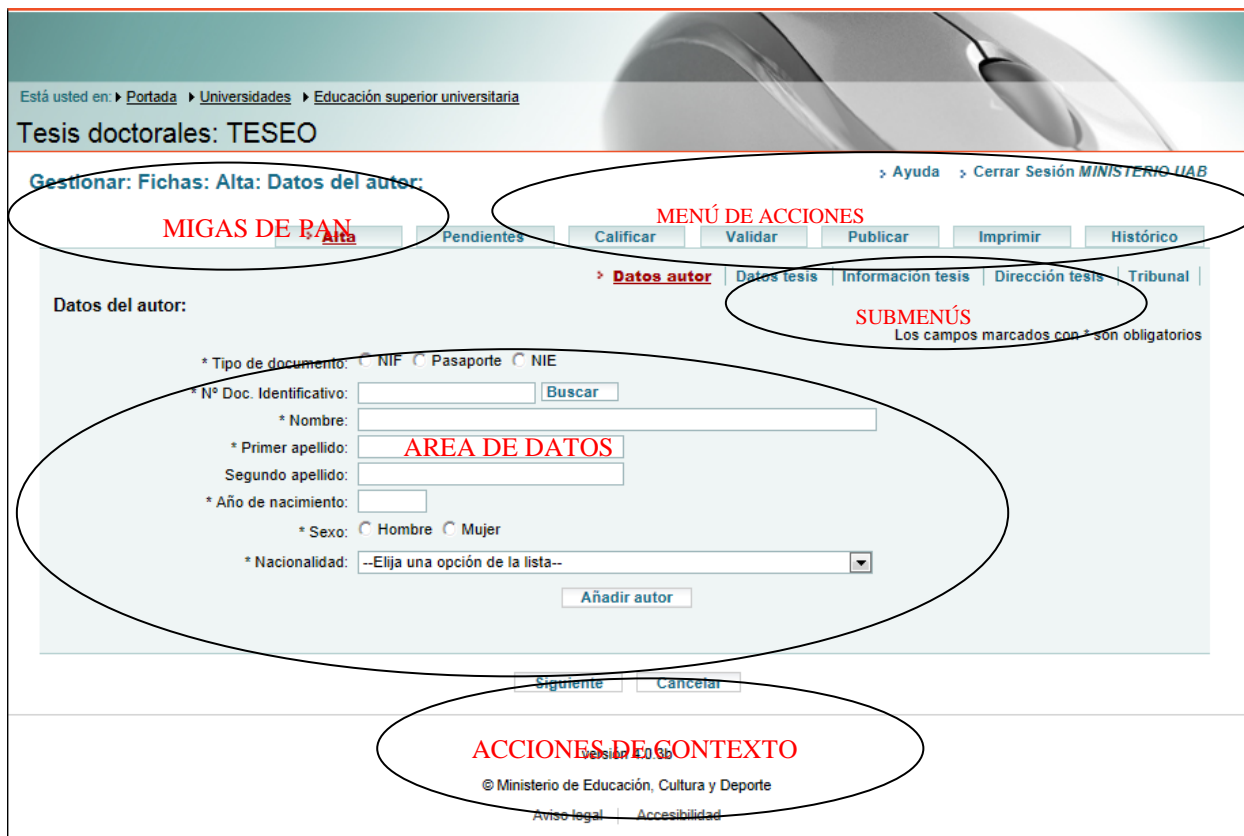 Está usted en: Portada Universidades Educación superior universitaria
Tesis doctorales: TESEO
Ayuda Cerrar Sesión MINISTERIO UAB
Gestionar: Fichas: Alta: Datos del autor:
MIGAS DE PAN
MENÚ DE ACCIONES
Alta Pendientes Calificar Validar Publicar Imprimir Histórico
Datos autor Datos tesis Información tesis Dirección tesis Tribunal
Datos del autor:
SUBMENÚS
Los campos marcados con * son obligatorios
* Tipo de documento: NIF Pasaporte NIE
* Nº Doc. Identificativo: Buscar
* Nombre:
* Primer apellido:
AREA DE DATOS
Segundo apellido:
* Año de nacimiento:
* Sexo: Hombre Mujer
* Nacionalidad: --Elija una opción de la lista--
Añadir autor
Siguiente Cancelar
ACCIONES DE CONTEXTO
versión 4.0.3b
© Ministerio de Educación, Cultura y Deporte
Aviso legal | Accesibilidad